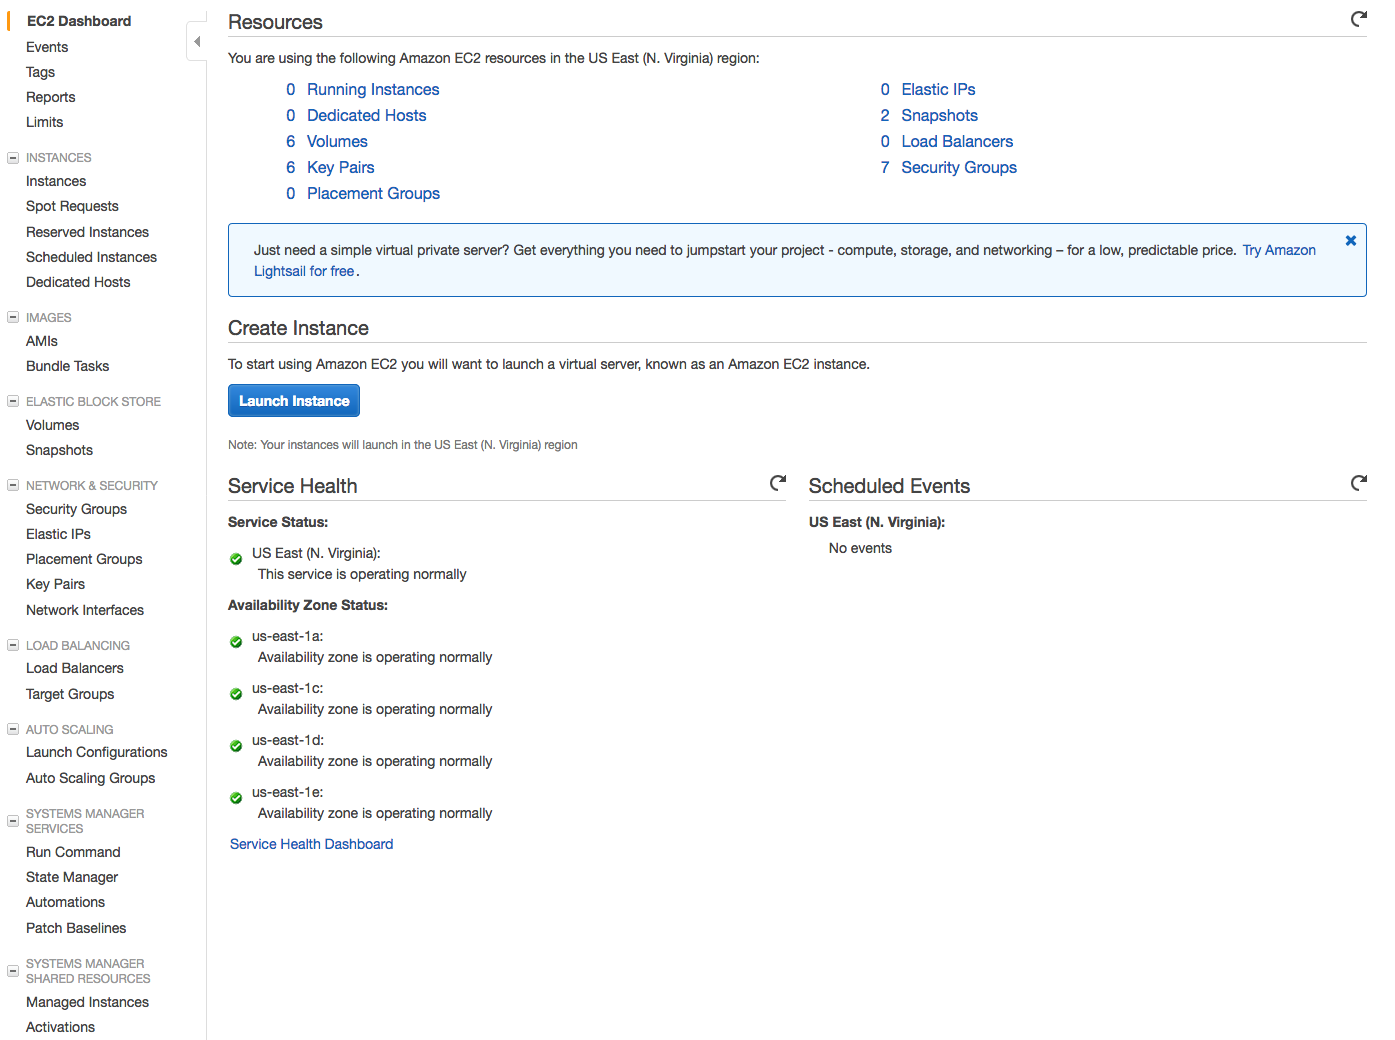 EC2 Dashboard
Events
Tags
Reports
Limits
INSTANCES
Instances
Spot Requests
Reserved Instances
Scheduled Instances
Dedicated Hosts
IMAGES
AMIs
Bundle Tasks
ELASTIC BLOCK STORE
Volumes
Snapshots
NETWORK & SECURITY
Security Groups
Elastic IPs
Placement Groups
Key Pairs
Network Interfaces
LOAD BALANCING
Load Balancers
Target Groups
AUTO SCALING
Launch Configurations
Auto Scaling Groups
SYSTEMS MANAGER
SERVICES
Run Command
State Manager
Automations
Patch Baselines
SYSTEMS MANAGER
SHARED RESOURCES
Managed Instances
Activations
Resources
You are using the following Amazon EC2 resources in the US East (N. Virginia) region:
0 Running Instances
0 Dedicated Hosts
6 Volumes
6 Key Pairs
0 Placement Groups
0 Elastic IPs
2 Snapshots
0 Load Balancers
7 Security Groups
Just need a simple virtual private server? Get everything you need to jumpstart your project - compute, storage, and networking – for a low, predictable price. Try Amazon
Lightsail for free.
Create Instance
To start using Amazon EC2 you will want to launch a virtual server, known as an Amazon EC2 instance.
Launch Instance
Note: Your instances will launch in the US East (N. Virginia) region
Service Health
Service Status:
US East (N. Virginia):
This service is operating normally
Availability Zone Status:
us-east-1a:
Availability zone is operating normally
us-east-1c:
Availability zone is operating normally
us-east-1d:
Availability zone is operating normally
us-east-1e:
Availability zone is operating normally
Service Health Dashboard
Scheduled Events
US East (N. Virginia):
No events